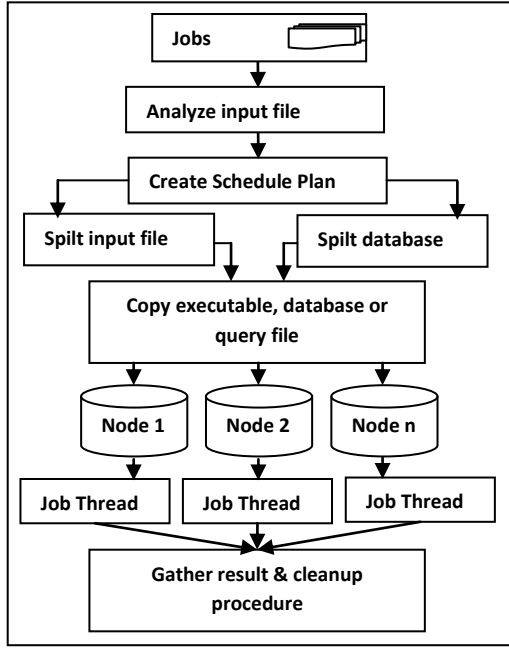 Jobs
Analyze input file
Create Schedule Plan
Spilt input file
Spilt database
Copy executable, database or
query file
Node 1
Node 2
Node n
Job Thread
Job Thread
Job Thread
Gather result & cleanup
procedure